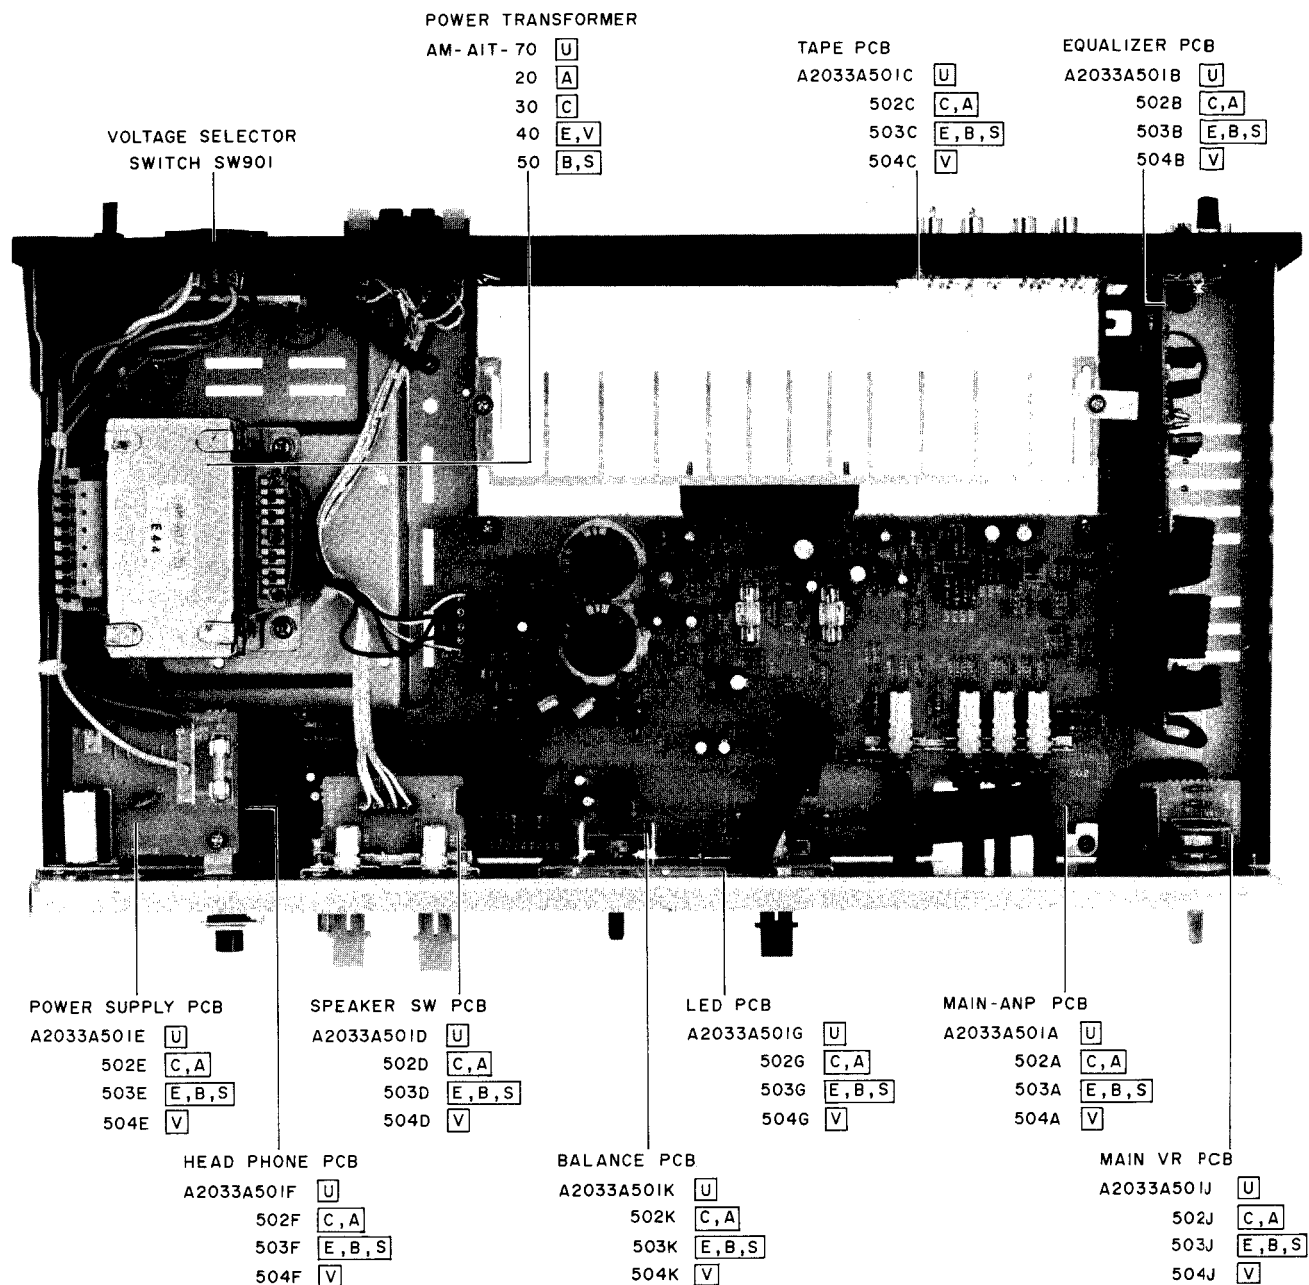 POWER TRANSFORMER
AM-AIT-70 U
20 A
30 C
40 E,V
50 B,S
VOLTAGE SELECTOR
SWITCH SW901
TAPE PCB
A2033A501C U
502C C,A
503C E,B,S
504C V
EQUALIZER PCB
A2033A501B U
502B C,A
503B E,B,S
504B V
E44
POWER SUPPLY PCB
A2033A501E U
502E C,A
503E E,B,S
504E V
SPEAKER SW PCB
A2033A501D U
502D C,A
503D E,B,S
504D V
LED PCB
A2033A501G U
502G C,A
503G E,B,S
504G V
MAIN-ANP PCB
A2033A501A U
502A C,A
503A E,B,S
504A V
HEAD PHONE PCB
A2033A501F U
502F C,A
503F E,B,S
504F V
BALANCE PCB
A2033A501K U
502K C,A
503K E,B,S
504K V
MAIN VR PCB
A2033A501J U
502J C,A
503J E,B,S
504J V